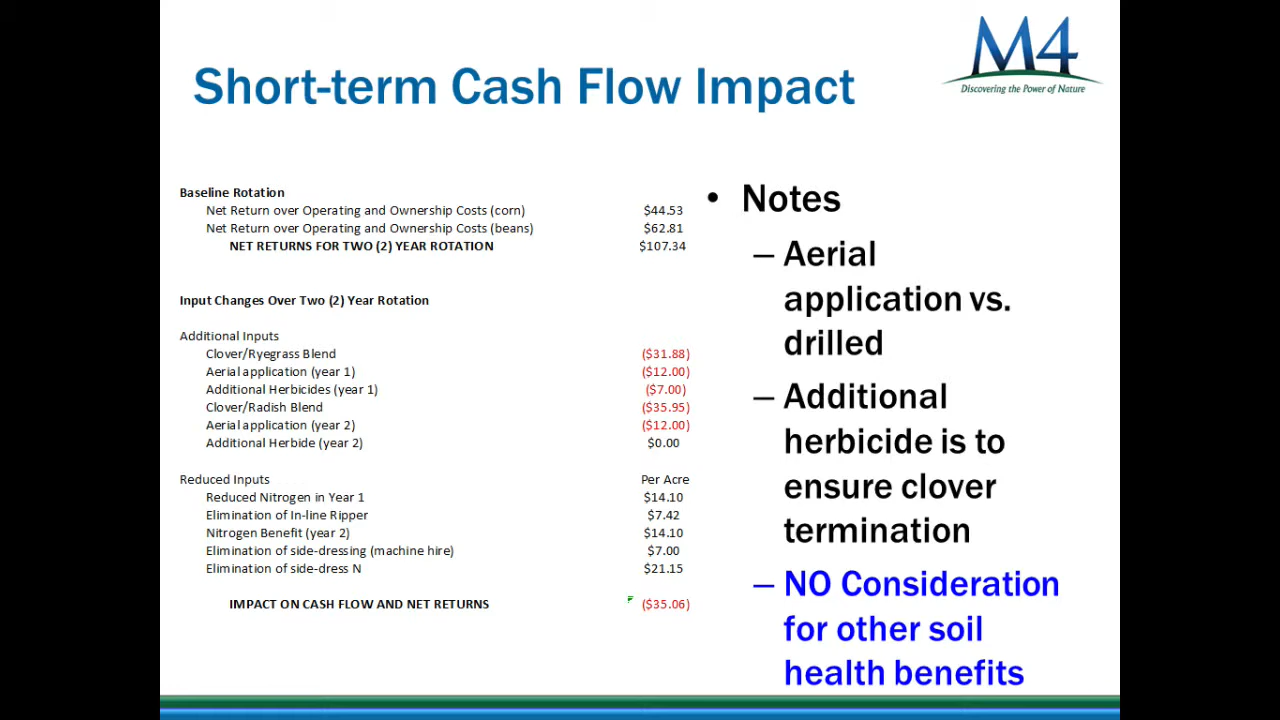 Short-term Cash Flow Impact
M4
Discovering the Power of Nature
Baseline Rotation
Net Return over Operating and Ownership Costs (corn) $44.53
Net Return over Operating and Ownership Costs (beans) $62.81
NET RETURNS FOR TWO (2) YEAR ROTATION $107.34
Input Changes Over Two (2) Year Rotation
Additional Inputs
Clover/Ryegrass Blend ($31.88)
Aerial application (year 1) ($12.00)
Additional Herbicides (year 1) ($7.00)
Clover/Radish Blend ($35.95)
Aerial application (year 2) ($12.00)
Additional Herbide (year 2) $0.00
Reduced Inputs Per Acre
Reduced Nitrogen in Year 1 $14.10
Elimination of In-line Ripper $7.42
Nitrogen Benefit (year 2) $14.10
Elimination of side-dressing (machine hire) $7.00
Elimination of side-dress N $21.15
IMPACT ON CASH FLOW AND NET RETURNS ($35.06)
• Notes
– Aerial
application vs.
drilled
– Additional
herbicide is to
ensure clover
termination
– NO Consideration
for other soil
health benefits